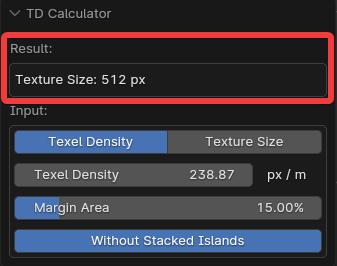 TD Calculator
Result:
Texture Size: 512 px
Input:
Texel Density Texture Size
Texel Density 238.87 px / m
Margin Area 15.00%
Without Stacked Islands